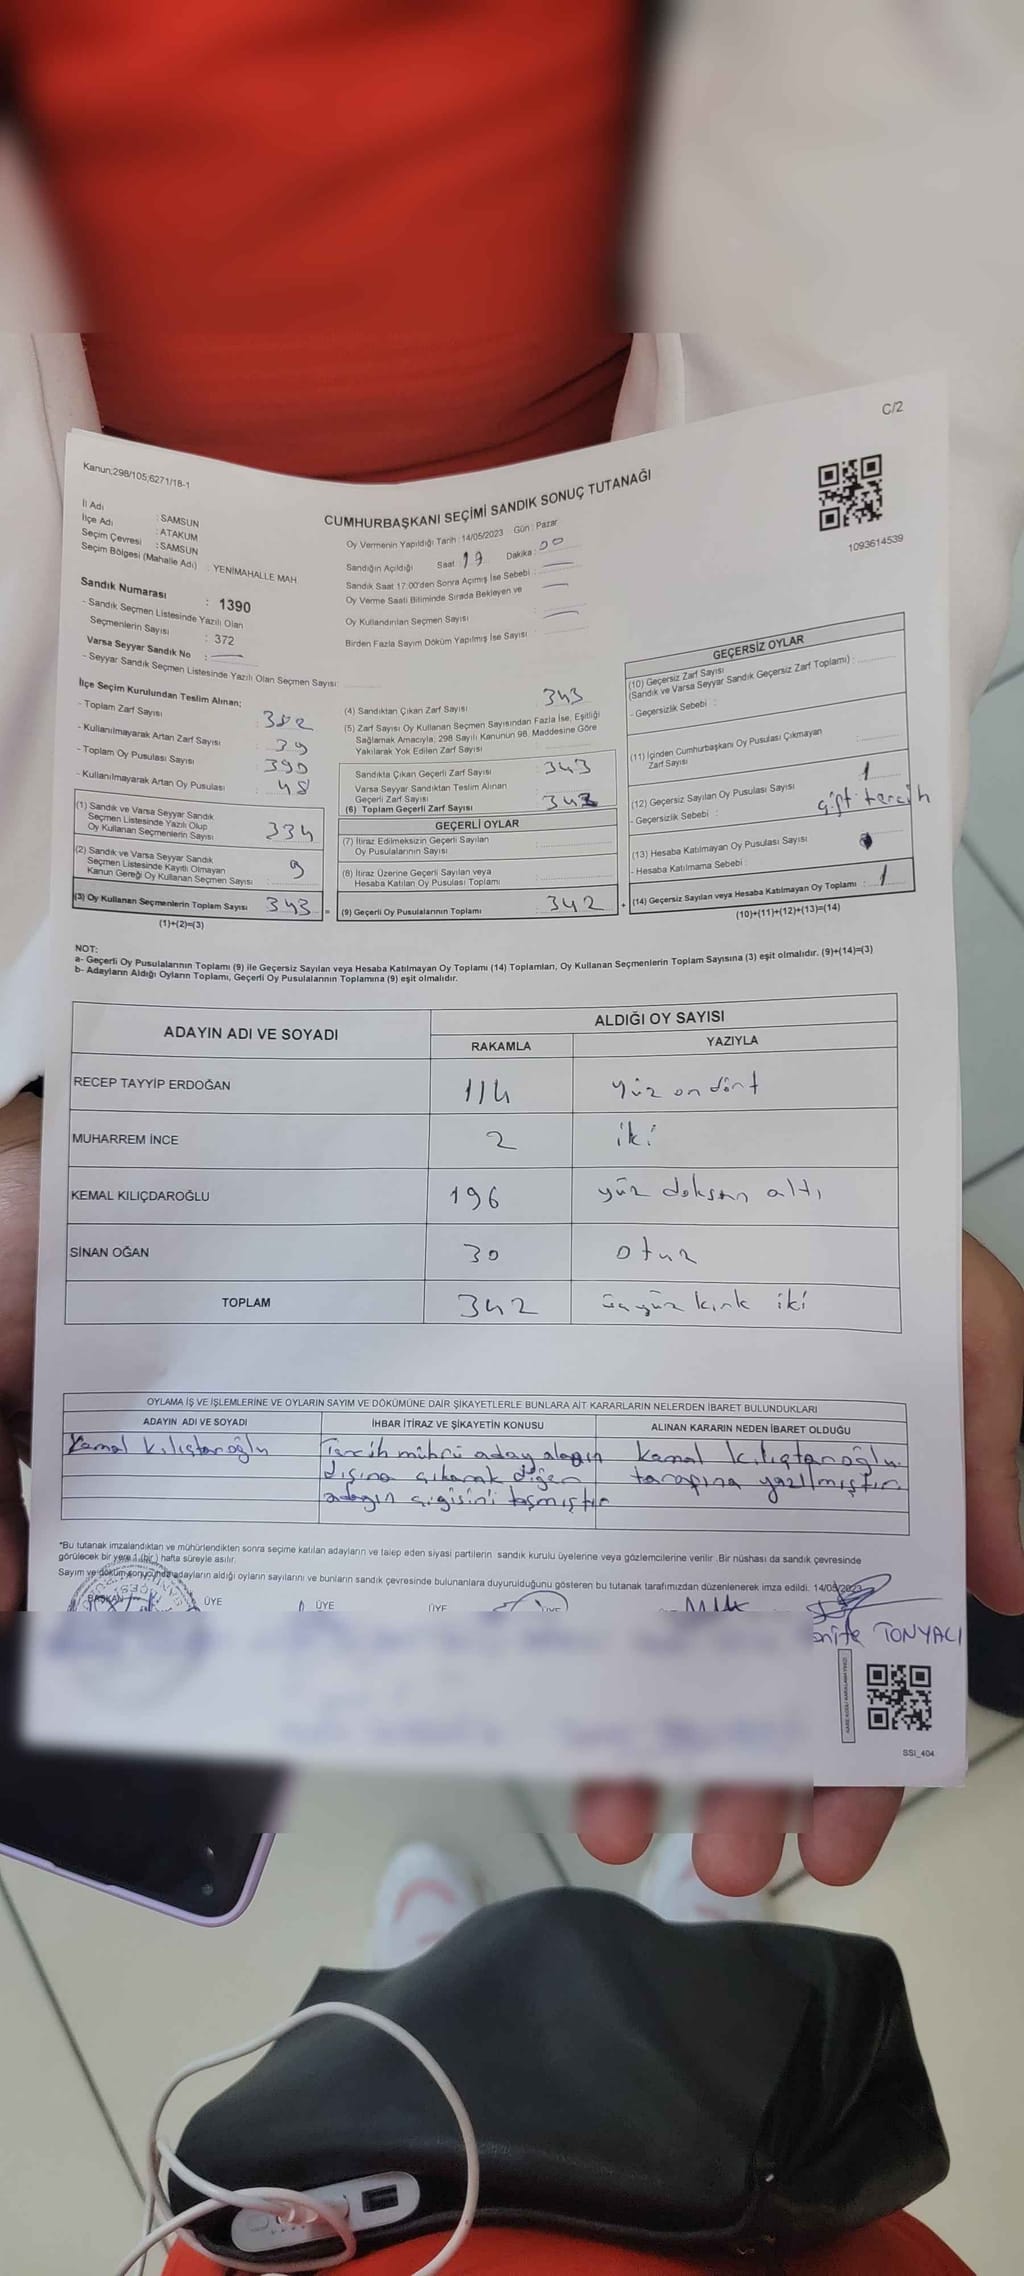 C/2
Kanun;298/105;6271/18-1
CUMHURBAŞKANI SEÇİMİ SANDIK SONUÇ TUTANAĞI
1093614539
İl Adı : SAMSUN
İlçe Adı : ATAKUM
Seçim Çevresi : SAMSUN
Seçim Bölgesi (Mahalle Adı) : YENİMAHALLE MAH
Sandık Numarası : 1390
- Sandık Seçmen Listesinde Yazılı Olan
Seçmenlerin Sayısı : 372
Varsa Seyyar Sandık No :
- Seyyar Sandık Seçmen Listesinde Yazılı Olan Seçmen Sayısı:
Oy Vermenin Yapıldığı Tarih : 14/05/2023 Gün : Pazar
Sandığın Açıldığı Saat : 17 Dakika : 00
Sandık Saat 17:00'den Sonra Açımış İse Sebebi :
Oy Verme Saati Bitiminde Sırada Bekleyen ve
Oy Kullandırılan Seçmen Sayısı :
Birden Fazla Sayım Döküm Yapılmış İse Sayısı :
İlçe Seçim Kurulundan Teslim Alınan;
- Toplam Zarf Sayısı : 382
- Kullanılmayarak Artan Zarf Sayısı : 39
- Toplam Oy Pusulası Sayısı : 390
- Kullanılmayarak Artan Oy Pusulası : 48
(1) Sandık ve Varsa Seyyar Sandık
Seçmen Listesinde Yazılı Olup
Oy Kullanan Seçmenlerin Sayısı : 334
(2) Sandık ve Varsa Seyyar Sandık
Seçmen Listesinde Kayıtlı Olmayan
Kanun Gereği Oy Kullanan Seçmen Sayısı : 9
(3) Oy Kullanan Seçmenlerin Toplam Sayısı 343 =
(1)+(2)=(3)
(4) Sandıktan Çıkan Zarf Sayısı : 343
(5) Zarf Sayısı Oy Kullanan Seçmen Sayısından Fazla İse, Eşitliği
Sağlamak Amacıyla; 298 Sayılı Kanunun 98. Maddesine Göre
Yakılarak Yok Edilen Zarf Sayısı :
Sandıkta Çıkan Geçerli Zarf Sayısı : 343
Varsa Seyyar Sandıktan Teslim Alınan
Geçerli Zarf Sayısı :
(6) Toplam Geçerli Zarf Sayısı
GEÇERLİ OYLAR
(7) İtiraz Edilmeksizin Geçerli Sayılan
Oy Pusulalarının Sayısı :
(8) İtiraz Üzerine Geçerli Sayılan veya
Hesaba Katılan Oy Pusulası Toplamı :
(9) Geçerli Oy Pusulalarının Toplamı : 342 +
GEÇERSİZ OYLAR
(10) Geçersiz Zarf Sayısı
(Sandık ve Varsa Seyyar Sandık Geçersiz Zarf Toplamı) :
- Geçersizlik Sebebi :
(11) İçinden Cumhurbaşkanı Oy Pusulası Çıkmayan
Zarf Sayısı :
(12) Geçersiz Sayılan Oy Pusulası Sayısı : 1
- Geçersizlik Sebebi : çift tercih
(13) Hesaba Katılmayan Oy Pusulası Sayısı :
- Hesaba Katılmama Sebebi :
(14) Geçersiz Sayılan veya Hesaba Katılmayan Oy Toplamı : 1
(10)+(11)+(12)+(13)=(14)
NOT:
a- Geçerli Oy Pusulalarının Toplamı (9) ile Geçersiz Sayılan veya Hesaba Katılmayan Oy Toplamı (14) Toplamları, Oy Kullanan Seçmenlerin Toplam Sayısına (3) eşit olmalıdır. (9)+(14)=(3)
b- Adayların Aldığı Oyların Toplamı, Geçerli Oy Pusulalarının Toplamına (9) eşit olmalıdır.
ADAYIN ADI VE SOYADI ALDIĞI OY SAYISI
RAKAMLA YAZIYLA
RECEP TAYYİP ERDOĞAN 114 yüz on dört
MUHARREM İNCE 2 iki
KEMAL KILIÇDAROĞLU 196 yüz doksan altı
SİNAN OĞAN 30 otuz
TOPLAM 342 üçyüz kırk iki
OYLAMA İŞ VE İŞLEMLERİNE VE OYLARIN SAYIM VE DÖKÜMÜNE DAİR ŞİKAYETLERLE BUNLARA AİT KARARLARIN NELERDEN İBARET BULUNDUKLARI
ADAYIN ADI VE SOYADI İHBAR İTİRAZ VE ŞİKAYETİN KONUSU ALINAN KARARIN NEDEN İBARET OLDUĞU
Kemal Kılıçtaroğlu Tercih mührü aday alanın Kemal Kılıçtaroğlu
dışına çıkarak diğer tarafına yazılmıştır
adayın çizgisini taşmıştır
*Bu tutanak imzalandıktan ve mühürlendikten sonra seçime katılan adayların ve talep eden siyasi partilerin sandık kurulu üyelerine veya gözlemcilerine verilir .Bir nüshası da sandık çevresinde
görülecek bir yere 1 (bir) hafta süreyle asılır.
Sayım ve döküm sonucunda adayların aldığı oyların sayılarını ve bunların sandık çevresinde bulunanlara duyurulduğunu gösteren bu tutanak tarafımızdan düzenlenerek imza edildi. 14/05/2023
BAŞKAN ÜYE ÜYE ÜYE ÜYE
TONYALI
SSI_404